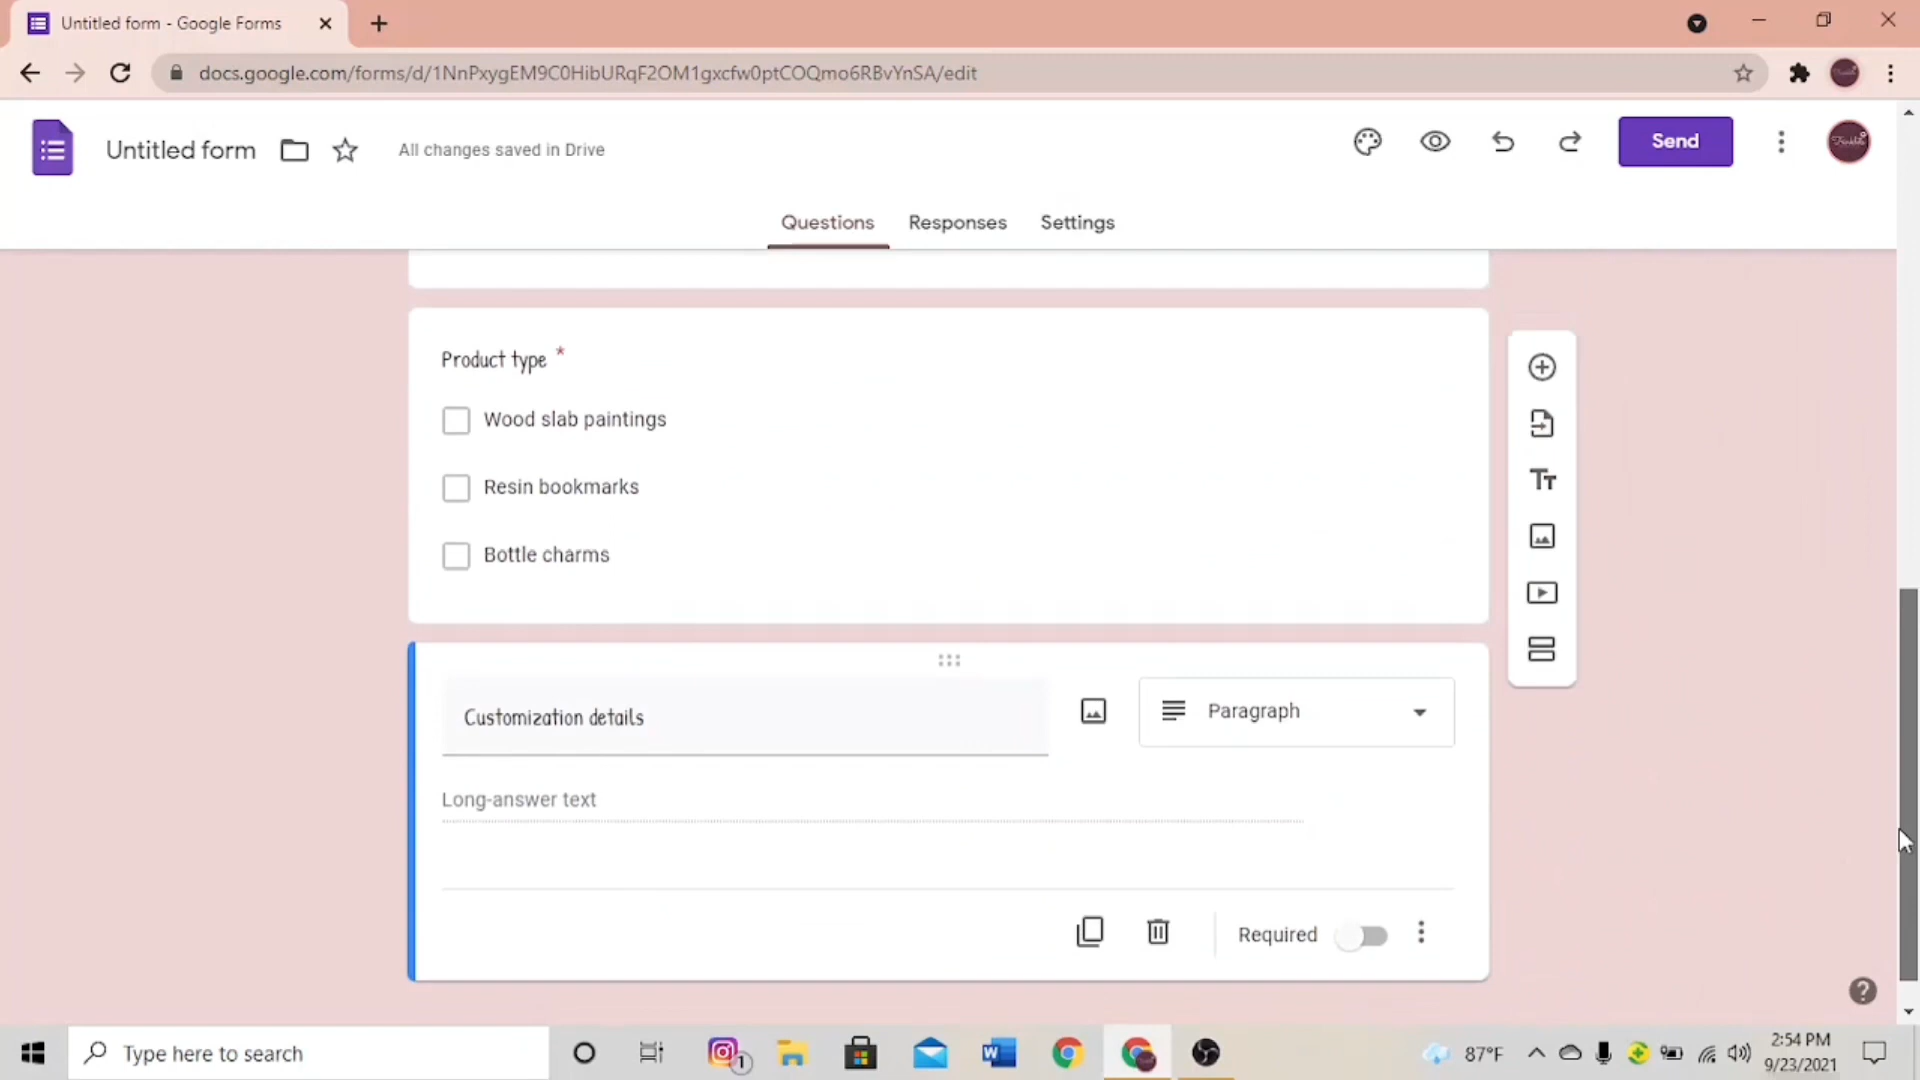 Untitled form - Google Forms
docs.google.com/forms/d/1NnPxygEM9C0HibURqF2OM1gxcfw0ptCOQmo6RBvYnSA/edit
Untitled form
All changes saved in Drive
Send
Questions Responses Settings
Product type *
Wood slab paintings
Resin bookmarks
Bottle charms
Tт
Customization details
Paragraph
Long-answer text
Required
Type here to search
1
87°F
2:54 PM
9/23/2021